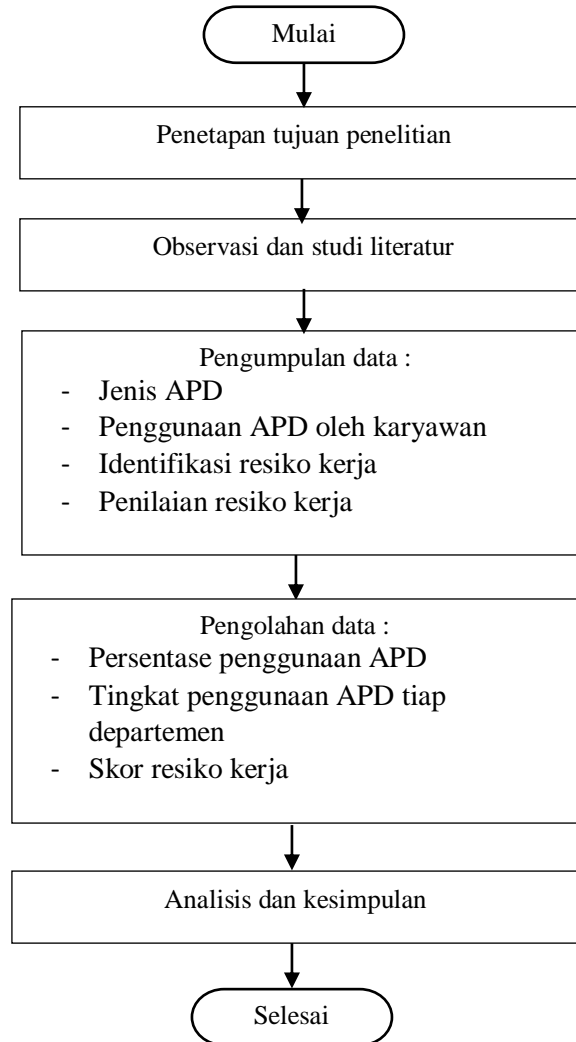 Mulai
Penetapan tujuan penelitian
Observasi dan studi literatur
Pengumpulan data :
- Jenis APD
- Penggunaan APD oleh karyawan
- Identifikasi resiko kerja
- Penilaian resiko kerja
Pengolahan data :
- Persentase penggunaan APD
- Tingkat penggunaan APD tiap
departemen
- Skor resiko kerja
Analisis dan kesimpulan
Selesai